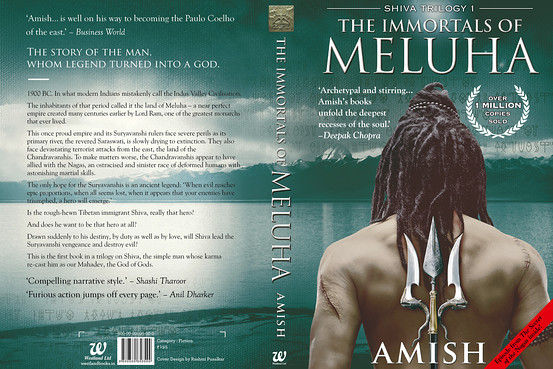 'Amish... is well on his way to becoming the Paulo Coelho
of the east.' – Business World
THE STORY OF THE MAN,
WHOM LEGEND TURNED INTO A GOD.
1900 BC. In what modern Indians mistakenly call the Indus Valley Civilisation.
The inhabitants of that period called it the land of Meluha – a near perfect
empire created many centuries earlier by Lord Ram, one of the greatest monarchs
that ever lived.
This once proud empire and its Suryavanshi rulers face severe perils as its
primary river, the revered Saraswati, is slowly drying to extinction. They also
face devastating terrorist attacks from the east, the land of the
Chandravanshis. To make matters worse, the Chandravanshis appear to have
allied with the Nagas, an ostracised and sinister race of deformed humans with
astonishing martial skills.
The only hope for the Suryavanshis is an ancient legend: 'When evil reaches
epic proportions, when all seems lost, when it appears that your enemies have
triumphed, a hero will emerge.'
Is the rough-hewn Tibetan immigrant Shiva, really that hero?
And does he want to be that hero at all?
Drawn suddenly to his destiny, by duty as well as by love, will Shiva lead the
Suryavanshi vengeance and destroy evil?
This is the first book in a trilogy on Shiva, the simple man whose karma
re-cast him as our Mahadev, the God of Gods.
'Compelling narrative style.' – Shashi Tharoor
'Furious action jumps off every page.' – Anil Dharker
W
Westland Ltd
westlandbooks.in
Category: Fiction
₹195
Cover Design by Rashmi Pusalkar
THE IMMORTALS OF MELUHA
AMISH
W
Westland Ltd
SHIVA TRILOGY 1
THE IMMORTALS OF
MELUHA
'Archetypal and stirring...
Amish's books
unfold the deepest
recesses of the soul.'
–Deepak Chopra
OVER
1 MILLION
COPIES
SOLD
AMISH